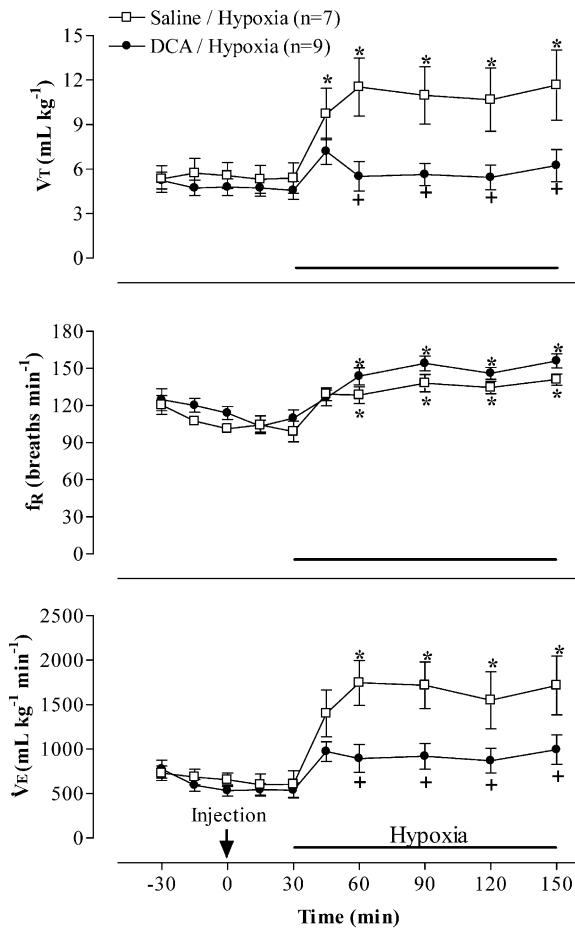 Saline / Hypoxia (n=7)
DCA / Hypoxia (n=9)
15
12
9
6
3
0
VT (mL kg-1)
* * * * *
+ + + +
180
150
120
90
60
30
0
fR (breaths min-1)
* * * *
* * * *
2500
2000
1500
1000
500
0
V̇E (mL kg-1 min-1)
* * * *
+ + + +
Injection
Hypoxia
-30 0 30 60 90 120 150
Time (min)